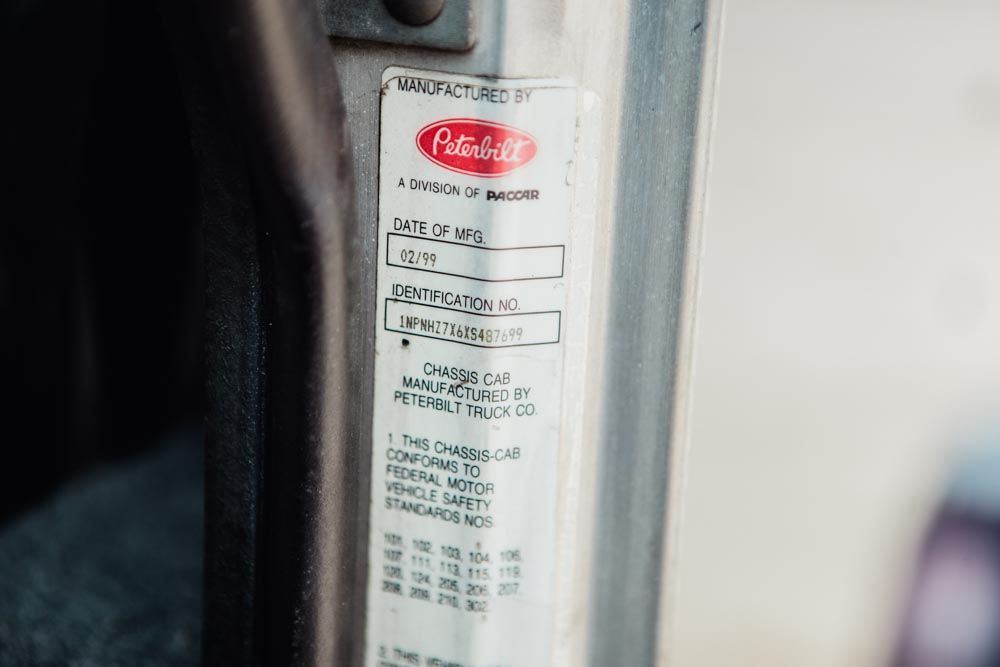 MANUFACTURED BY
Peterbilt
A DIVISION OF PACCAR
DATE OF MFG.
02/99
IDENTIFICATION NO.
1NPNHZ7X6XS487699
CHASSIS CAB
MANUFACTURED BY
PETERBILT TRUCK CO.
1. THIS CHASSIS-CAB
CONFORMS TO
FEDERAL MOTOR
VEHICLE SAFETY
STANDARDS NOS.
101, 102, 103, 104, 106,
107, 111, 113, 115, 119,
120, 124, 205, 206, 207,
208, 209, 210, 302.
2. THIS